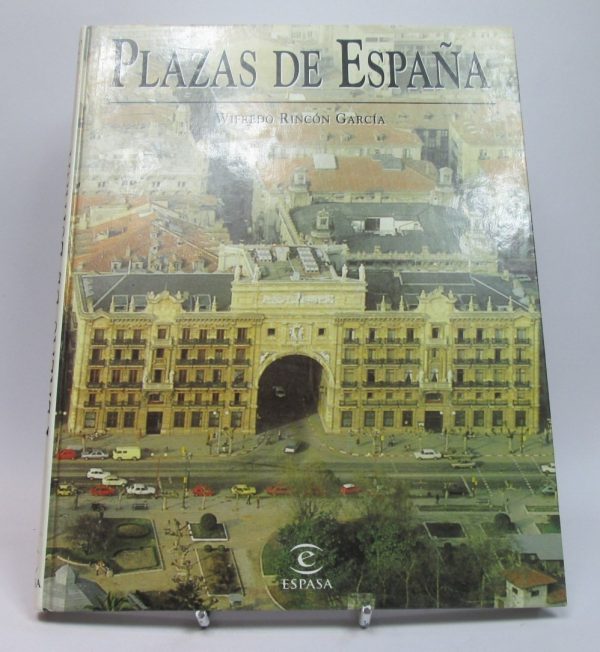 PLAZAS DE ESPAÑA
WIFREDO RINCÓN GARCÍA
e
ESPASA